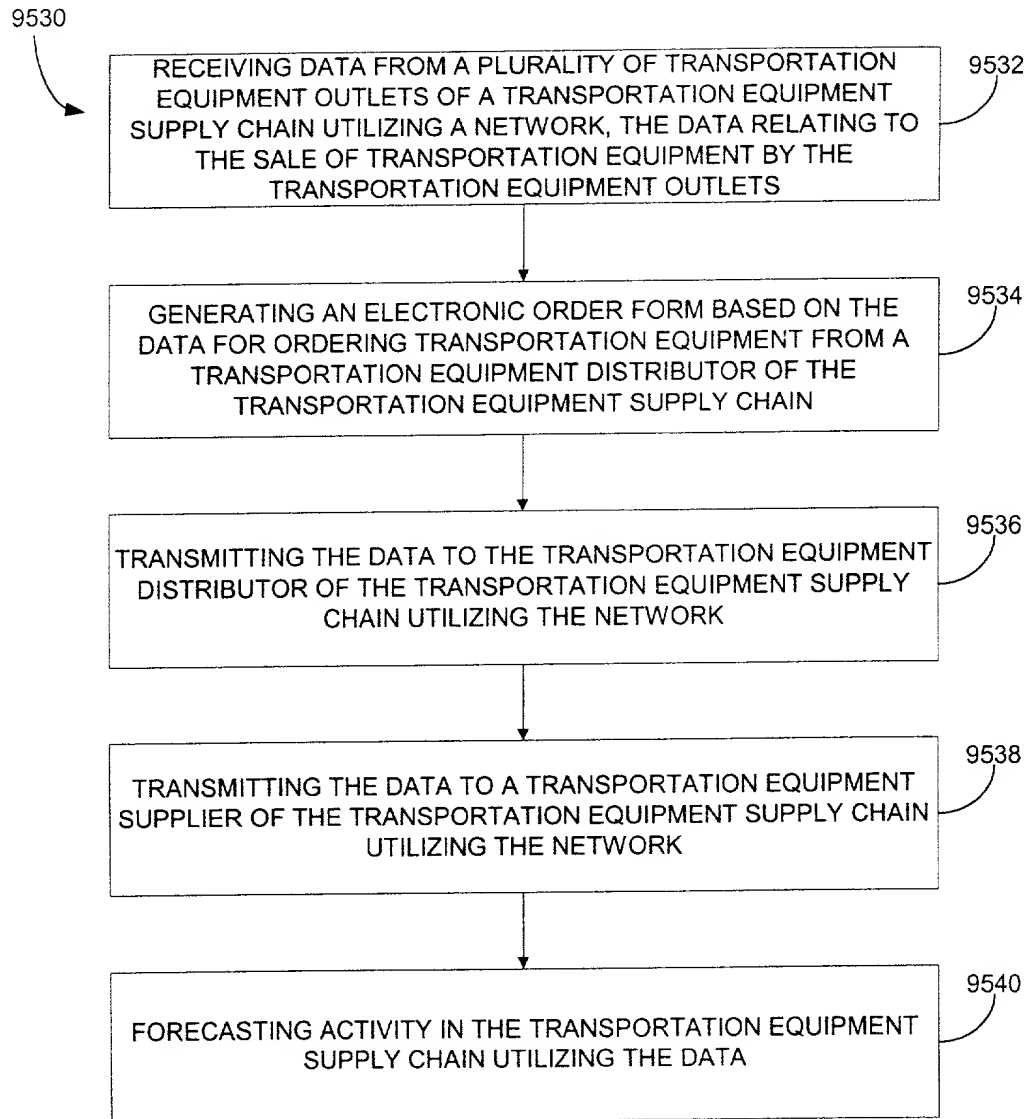 9530
RECEIVING DATA FROM A PLURALITY OF TRANSPORTATION
EQUIPMENT OUTLETS OF A TRANSPORTATION EQUIPMENT
SUPPLY CHAIN UTILIZING A NETWORK, THE DATA RELATING TO
THE SALE OF TRANSPORTATION EQUIPMENT BY THE
TRANSPORTATION EQUIPMENT OUTLETS
9532
GENERATING AN ELECTRONIC ORDER FORM BASED ON THE
DATA FOR ORDERING TRANSPORTATION EQUIPMENT FROM A
TRANSPORTATION EQUIPMENT DISTRIBUTOR OF THE
TRANSPORTATION EQUIPMENT SUPPLY CHAIN
9534
TRANSMITTING THE DATA TO THE TRANSPORTATION EQUIPMENT
DISTRIBUTOR OF THE TRANSPORTATION EQUIPMENT SUPPLY
CHAIN UTILIZING THE NETWORK
9536
TRANSMITTING THE DATA TO A TRANSPORTATION EQUIPMENT
SUPPLIER OF THE TRANSPORTATION EQUIPMENT SUPPLY CHAIN
UTILIZING THE NETWORK
9538
FORECASTING ACTIVITY IN THE TRANSPORTATION EQUIPMENT
SUPPLY CHAIN UTILIZING THE DATA
9540